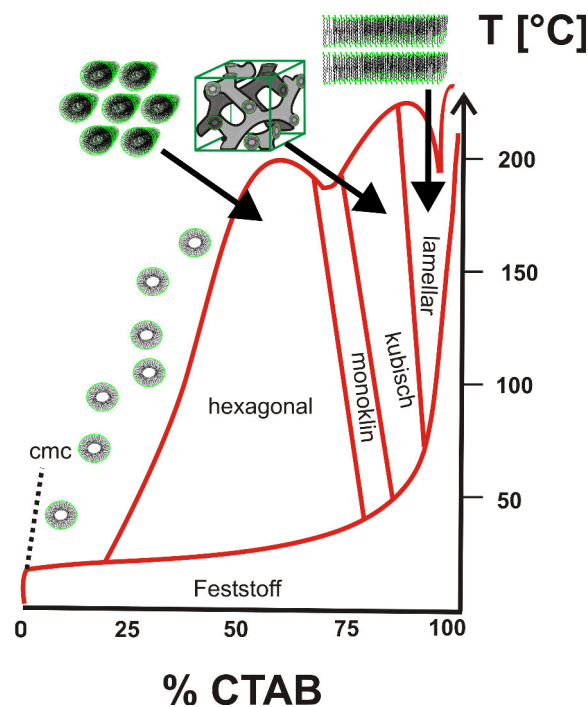 T [°C]
200
150
100
50
lamellar
kubisch
monoklin
hexagonal
cmc
Feststoff
0 25 50 75 100
% CTAB